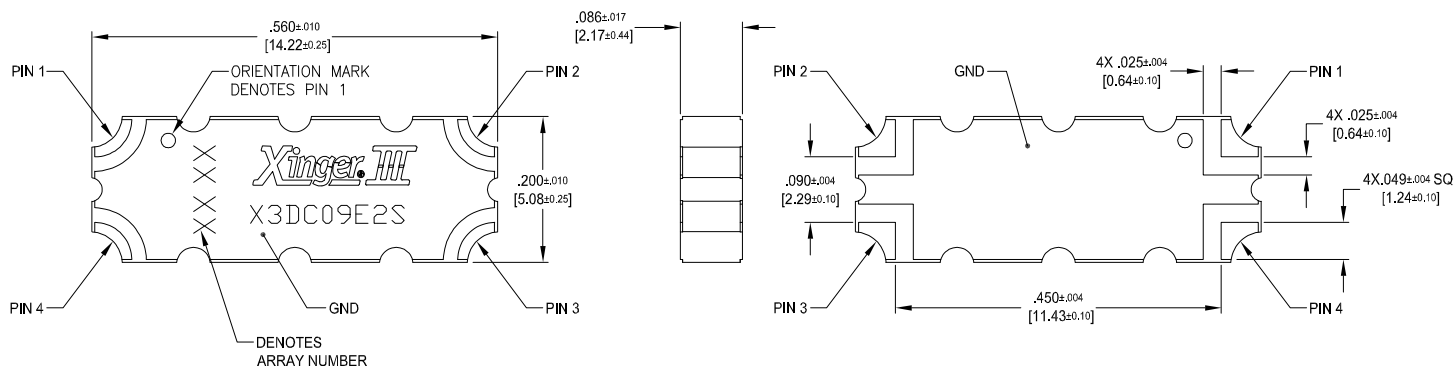 .560±.010
[14.22±0.25]
PIN 1
ORIENTATION MARK
DENOTES PIN 1
PIN 2
Xinger® III
X3DC09E2S
XXXX
.200±.010
[5.08±0.25]
PIN 4
GND
PIN 3
DENOTES
ARRAY NUMBER
.086±.017
[2.17±0.44]
PIN 2
GND
4X .025±.004
[0.64±0.10]
PIN 1
4X .025±.004
[0.64±0.10]
.090±.004
[2.29±0.10]
4X.049±.004 SQ
[1.24±0.10]
PIN 3
.450±.004
[11.43±0.10]
PIN 4